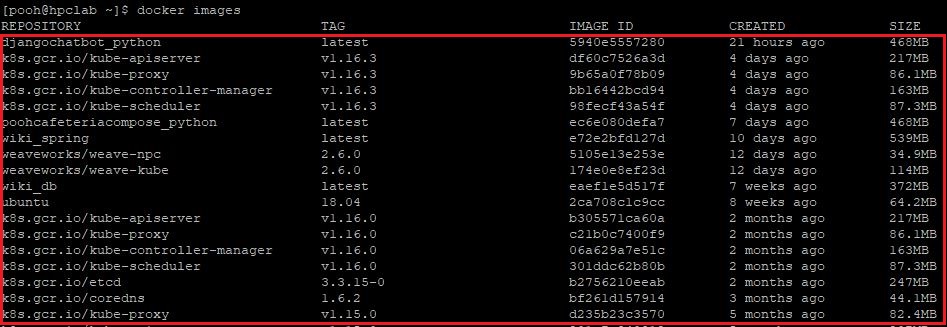 [pooh@hpclab ~]$ docker images
REPOSITORY TAG IMAGE ID CREATED SIZE
djangochatbot_python latest 5940e5557280 21 hours ago 468MB
k8s.gcr.io/kube-apiserver v1.16.3 df60c7526a3d 4 days ago 217MB
k8s.gcr.io/kube-proxy v1.16.3 9b65a0f78b09 4 days ago 86.1MB
k8s.gcr.io/kube-controller-manager v1.16.3 bb16442bcd94 4 days ago 163MB
k8s.gcr.io/kube-scheduler v1.16.3 98fecf43a54f 4 days ago 87.3MB
poohcafeteriacompose_python latest ec6e080defa7 7 days ago 468MB
wiki_spring latest e72e2bfd127d 10 days ago 539MB
weaveworks/weave-npc 2.6.0 5105e13e253e 12 days ago 34.9MB
weaveworks/weave-kube 2.6.0 174e0e8ef23d 12 days ago 114MB
wiki_db latest eaef1e5d517f 7 weeks ago 372MB
ubuntu 18.04 2ca708c1c9cc 8 weeks ago 64.2MB
k8s.gcr.io/kube-apiserver v1.16.0 b305571ca60a 2 months ago 217MB
k8s.gcr.io/kube-proxy v1.16.0 c21b0c7400f9 2 months ago 86.1MB
k8s.gcr.io/kube-controller-manager v1.16.0 06a629a7e51c 2 months ago 163MB
k8s.gcr.io/kube-scheduler v1.16.0 301ddc62b80b 2 months ago 87.3MB
k8s.gcr.io/etcd 3.3.15-0 b2756210eeab 2 months ago 247MB
k8s.gcr.io/coredns 1.6.2 bf261d157914 3 months ago 44.1MB
k8s.gcr.io/kube-proxy v1.15.0 d235b23c3570 5 months ago 82.4MB